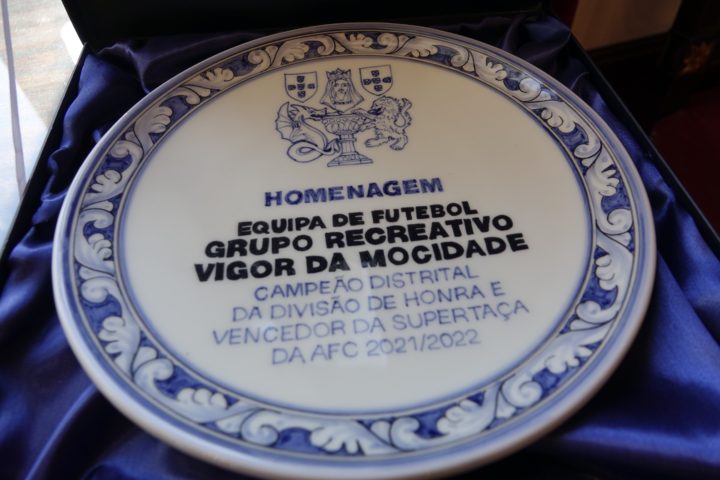 HOMENAGEM
EQUIPA DE FUTEBOL
GRUPO RECREATIVO
VIGOR DA MOCIDADE
CAMPEÃO DISTRITAL
DA DIVISÃO DE HONRA E
VENCEDOR DA SUPERTAÇA
DA AFC 2021/2022